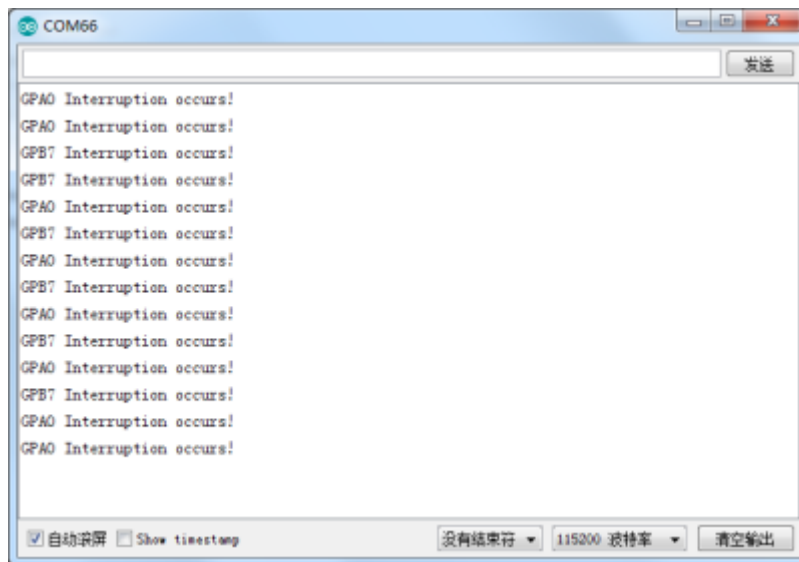 COM66
发送
GPA0 Interruption occurs!
GPA0 Interruption occurs!
GPB7 Interruption occurs!
GPB7 Interruption occurs!
GPA0 Interruption occurs!
GPB7 Interruption occurs!
GPA0 Interruption occurs!
GPB7 Interruption occurs!
GPA0 Interruption occurs!
GPB7 Interruption occurs!
GPA0 Interruption occurs!
GPB7 Interruption occurs!
GPA0 Interruption occurs!
GPA0 Interruption occurs!
自动滚屏 Show timestamp 没有结束符 115200 波特率 清空输出